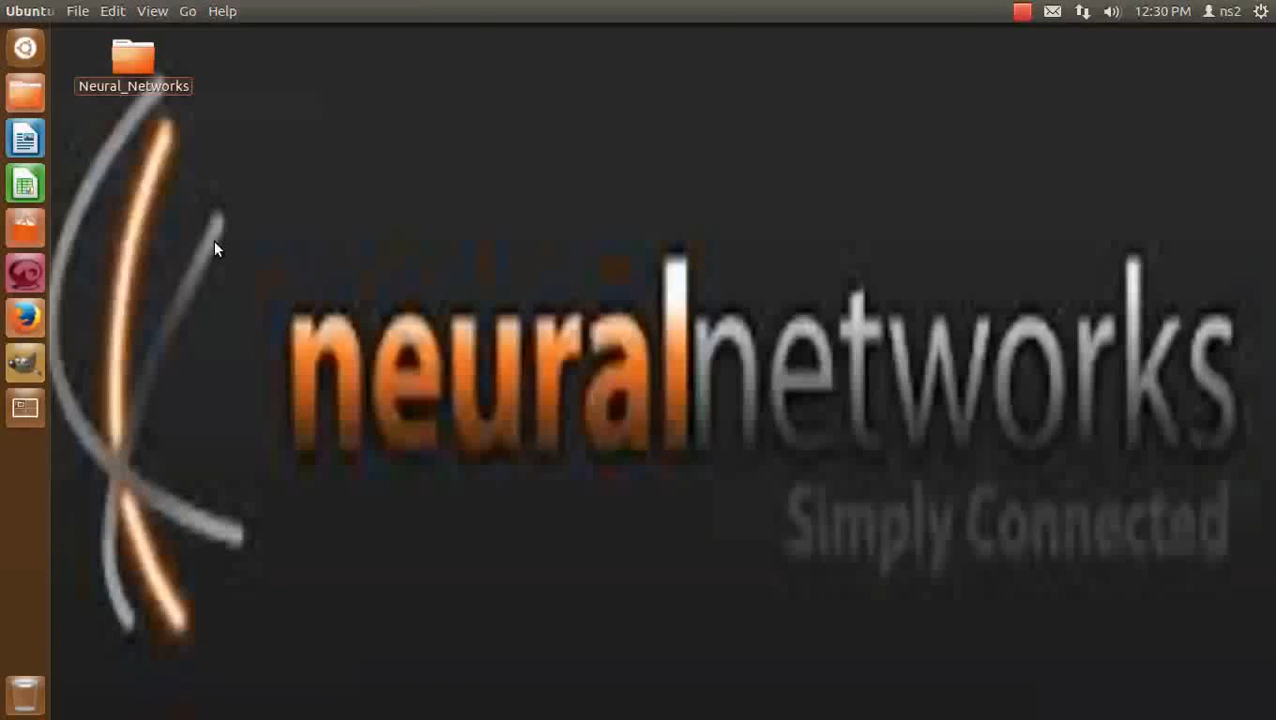 Ubuntu File Edit View Go Help 12:30 PM ns2
Neural_Networks
neuralnetworks
Simply Connected